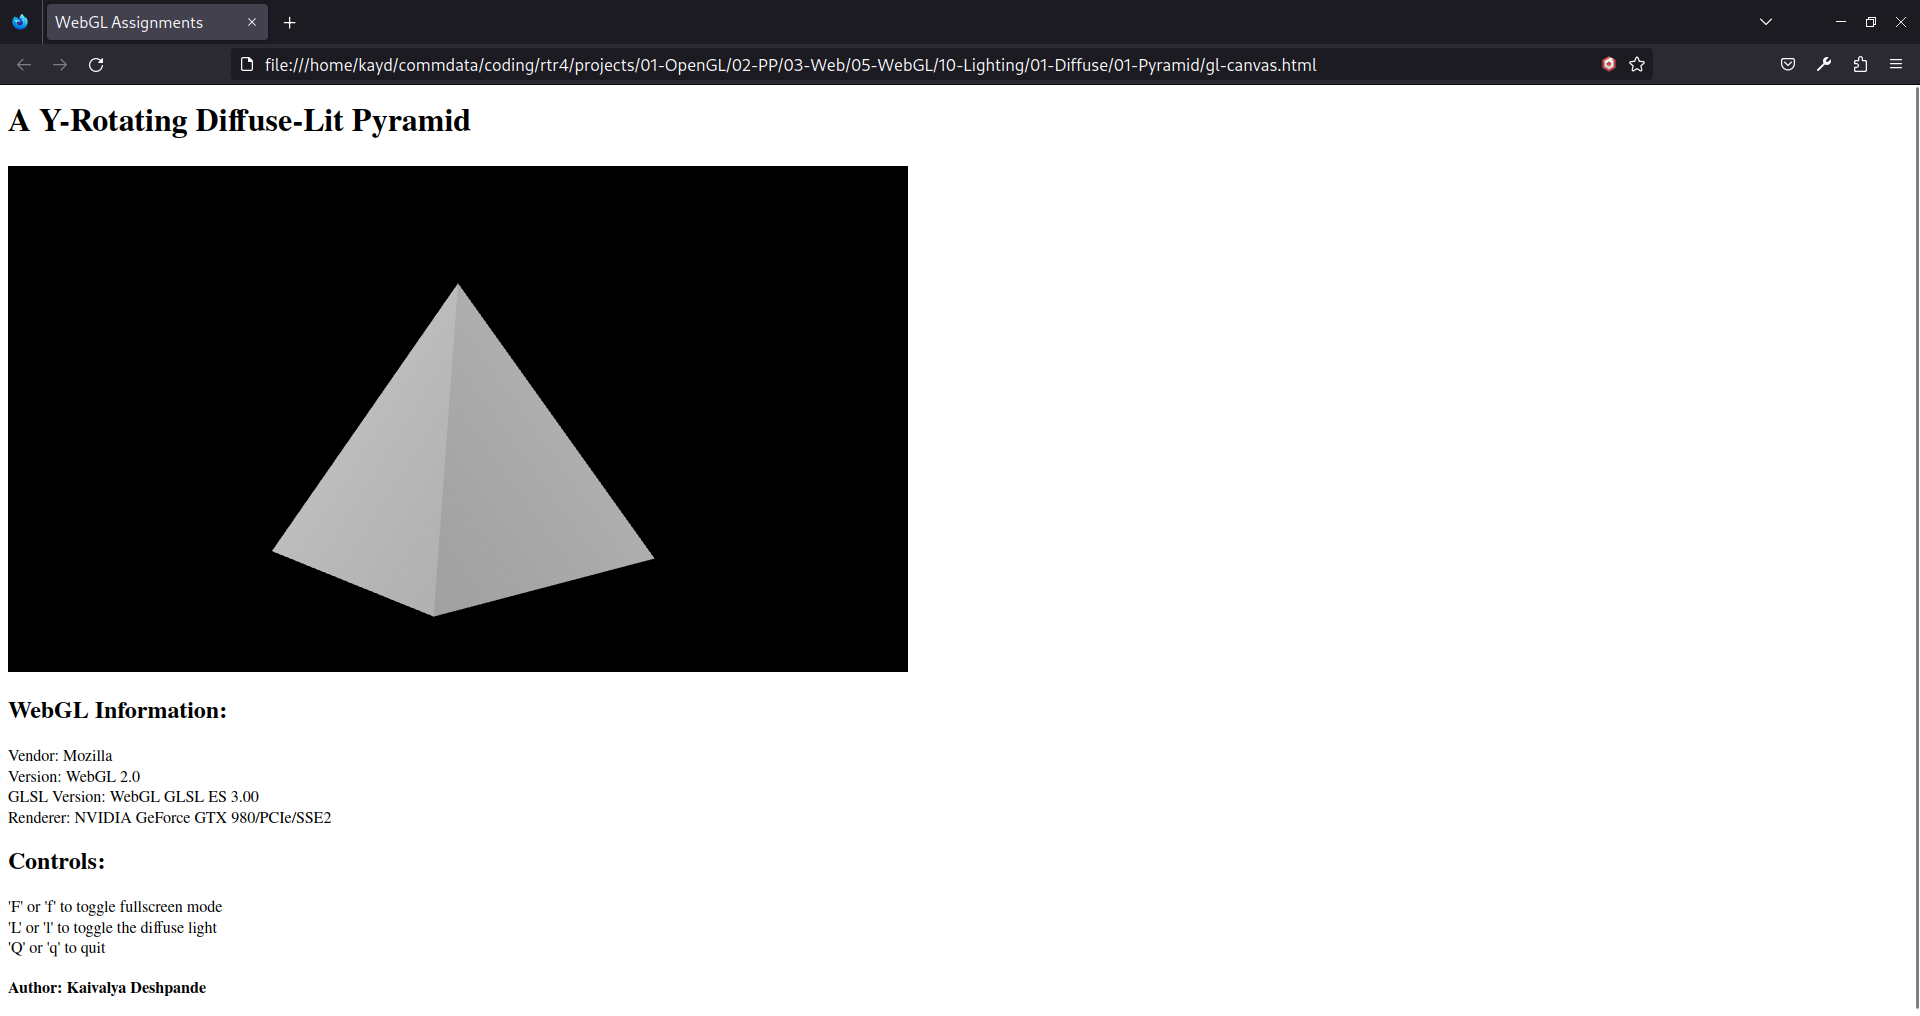 WebGL Assignments
file:///home/kayd/commdata/coding/rtr4/projects/01-OpenGL/02-PP/03-Web/05-WebGL/10-Lighting/01-Diffuse/01-Pyramid/gl-canvas.html
A Y-Rotating Diffuse-Lit Pyramid
WebGL Information:
Vendor: Mozilla
Version: WebGL 2.0
GLSL Version: WebGL GLSL ES 3.00
Renderer: NVIDIA GeForce GTX 980/PCIe/SSE2
Controls:
'F' or 'f' to toggle fullscreen mode
'L' or 'l' to toggle the diffuse light
'Q' or 'q' to quit
Author: Kaivalya Deshpande